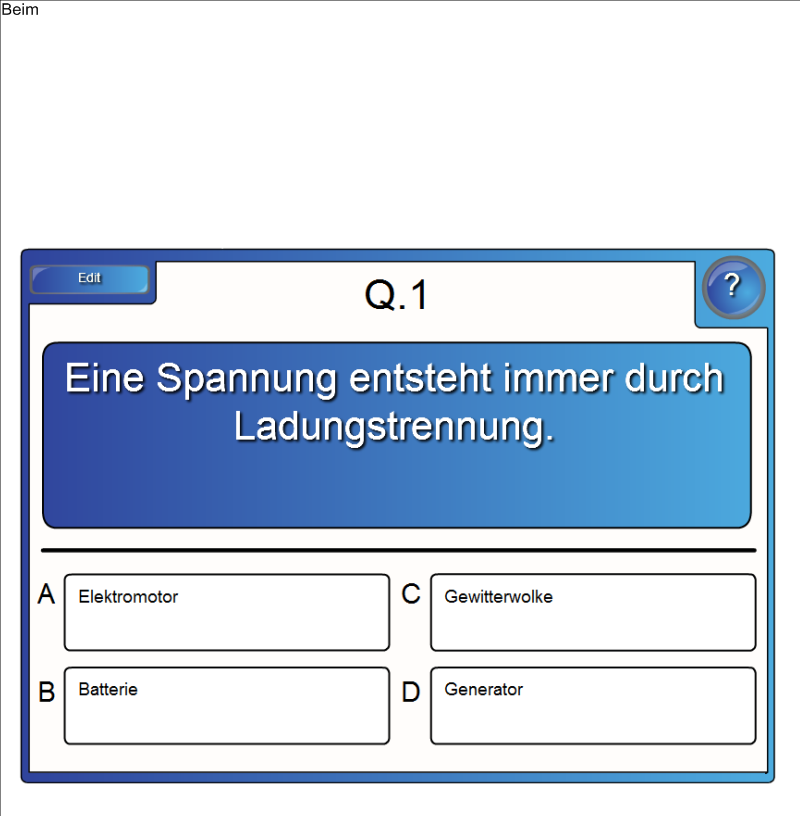 Beim
Edit
Q.1
?
Eine Spannung entsteht immer durch
Ladungstrennung.
A
Elektromotor
C
Gewitterwolke
B
Batterie
D
Generator